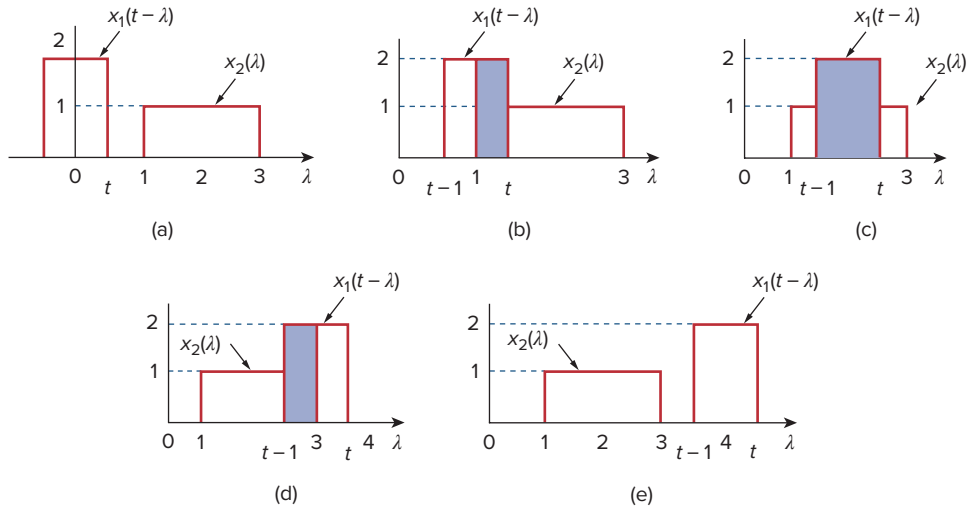 x₁(t − λ)
2
x₂(λ)
1
0 t 1 2 3 λ
(a)
x₁(t − λ)
2
x₂(λ)
1
0 t − 1 1 t 3 λ
(b)
x₁(t − λ)
2
x₂(λ)
1
0 1 t − 1 t 3 λ
(c)
x₁(t − λ)
2
x₂(λ)
1
0 1 t − 1 3 t 4 λ
(d)
x₁(t − λ)
2
x₂(λ)
1
0 1 2 3 t − 1 4 t λ
(e)